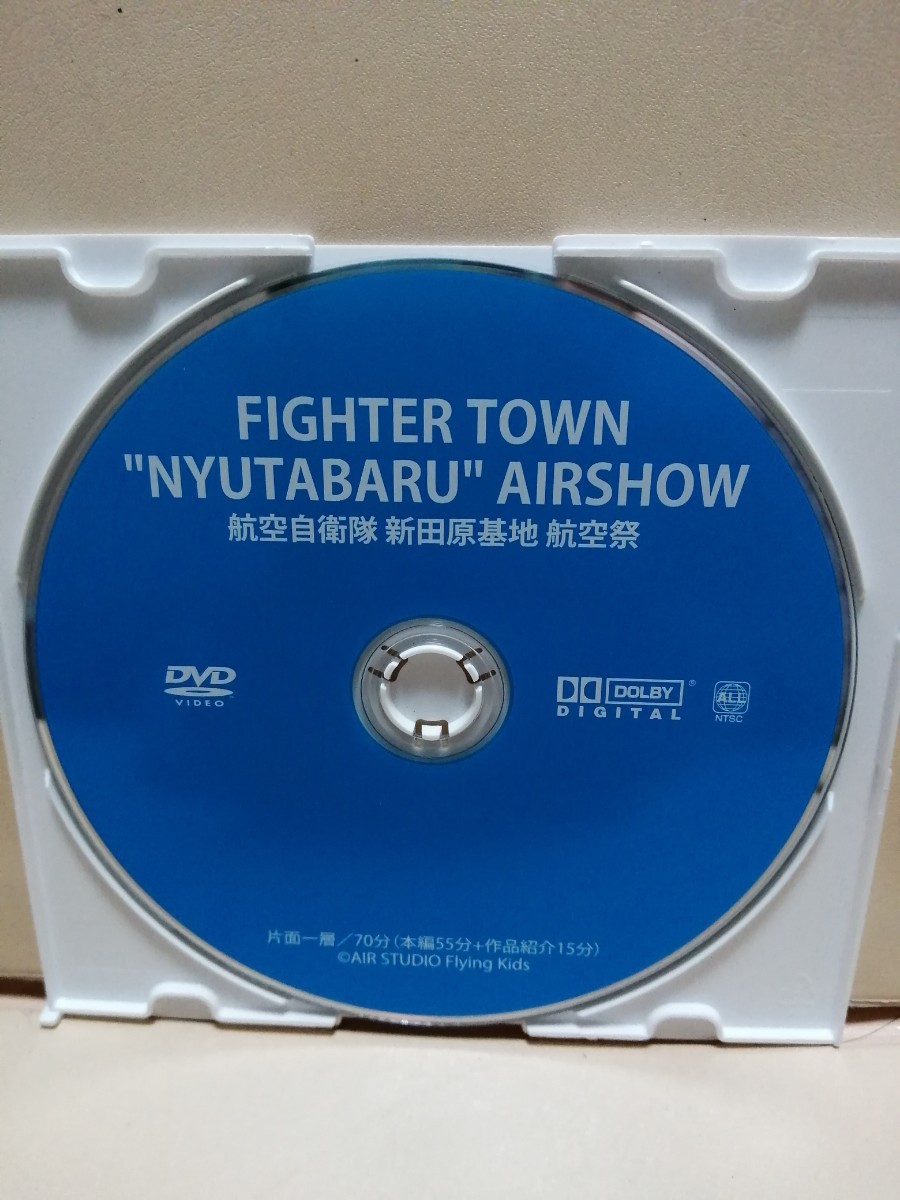 FIGHTER TOWN
"NYUTABARU" AIRSHOW
航空自衛隊 新田原基地 航空祭
DVD
VIDEO
DOLBY ®
DIGITAL
ALL
NTSC
片面一層／70分（本編55分+作品紹介15分）
©AIR STUDIO Flying Kids